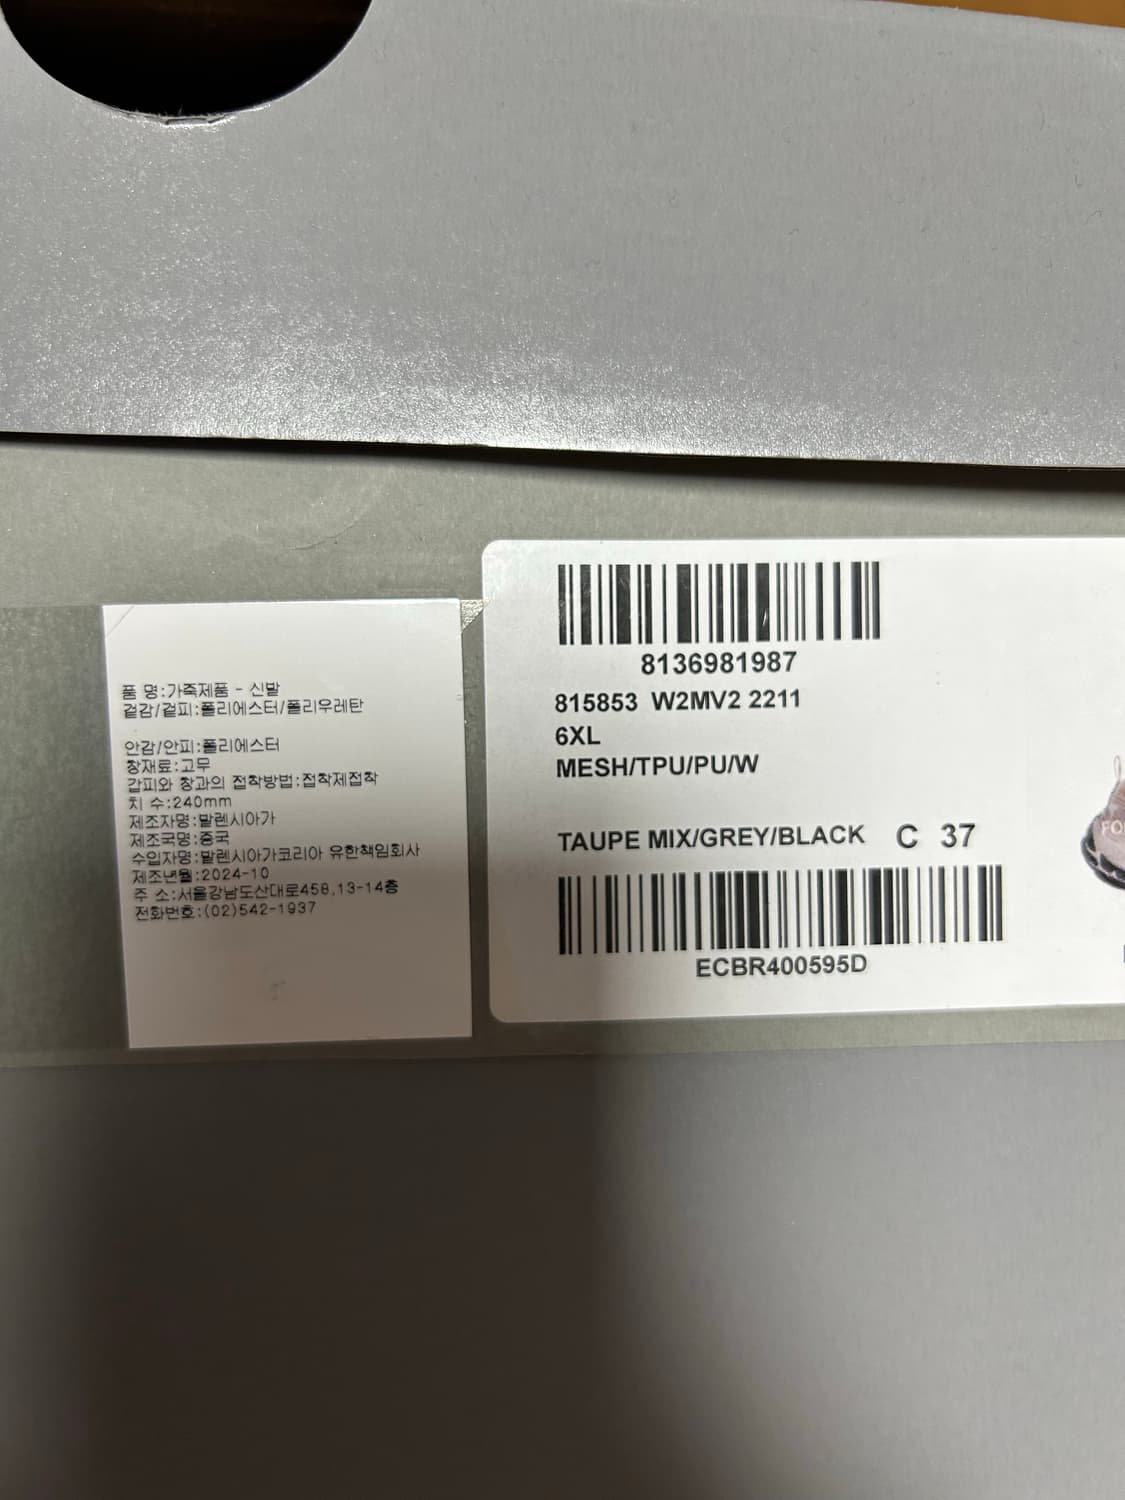 품 명:가죽제품 - 신발
겉감/겉피:폴리에스터/폴리우레탄
안감/안피:폴리에스터
창재료:고무
갑피와 창과의 접착방법:접착제접착
치 수:240mm
제조자명:발렌시아가
제조국명:중국
수입자명:발렌시아가코리아 유한책임회사
제조년월:2024-10
주 소:서울강남도산대로458,13-14층
전화번호:(02)542-1937
8136981987
815853 W2MV2 2211
6XL
MESH/TPU/PU/W
TAUPE MIX/GREY/BLACK C 37
ECBR400595D